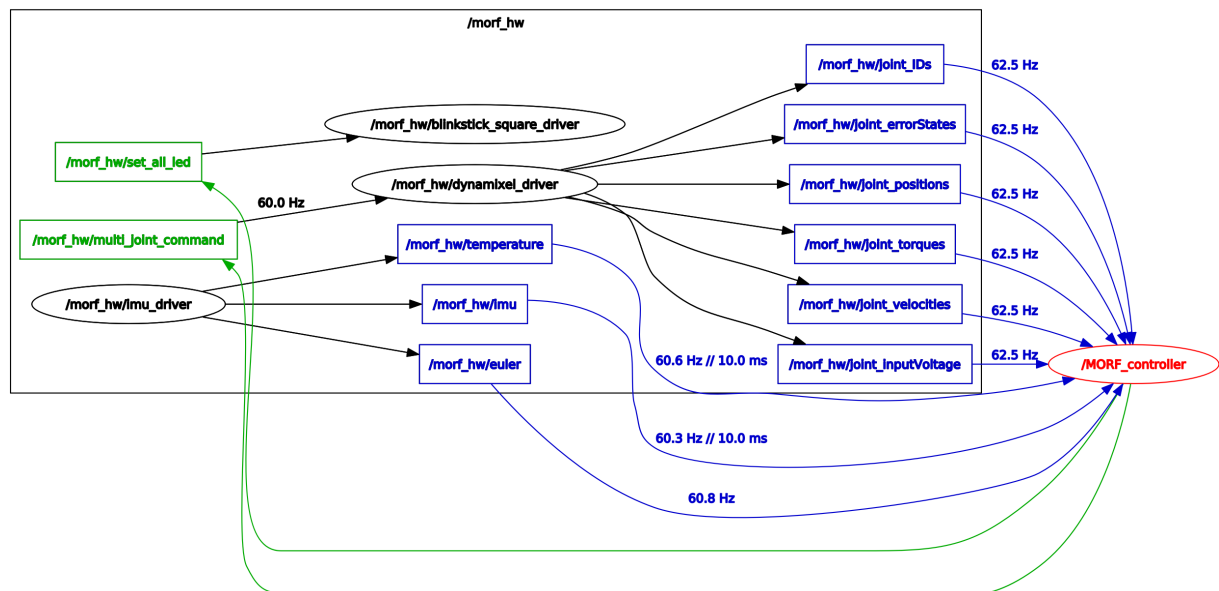 /morf_hw
/morf_hw/joint_IDs
62.5 Hz
/morf_hw/blinkstick_square_driver
/morf_hw/joint_errorStates
62.5 Hz
/morf_hw/set_all_led
/morf_hw/dynamixel_driver
/morf_hw/joint_positions
62.5 Hz
60.0 Hz
/morf_hw/multi_joint_command
/morf_hw/temperature
/morf_hw/joint_torques
62.5 Hz
/morf_hw/imu_driver
/morf_hw/imu
/morf_hw/joint_velocities
62.5 Hz
/morf_hw/euler
60.6 Hz // 10.0 ms
/morf_hw/joint_inputVoltage
62.5 Hz
/MORF_controller
60.3 Hz // 10.0 ms
60.8 Hz